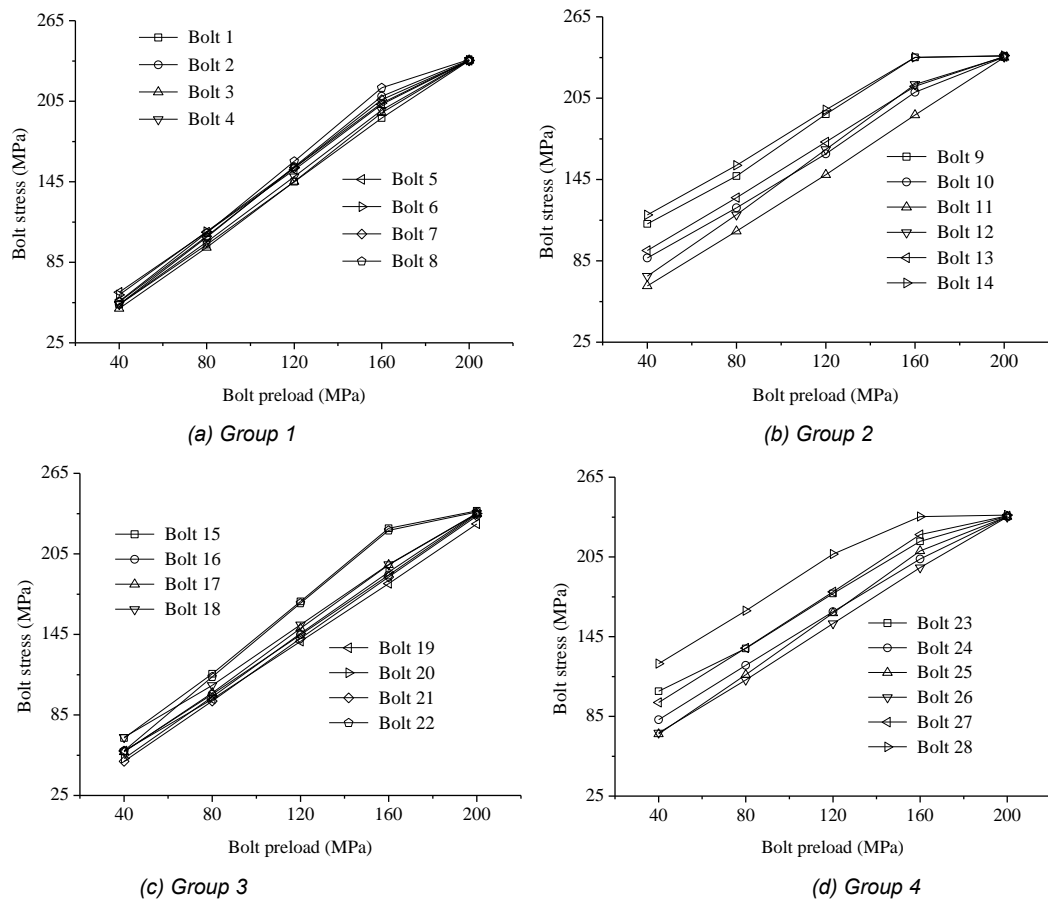 265
205
145
85
25
Bolt stress (MPa)
Bolt 1
Bolt 2
Bolt 3
Bolt 4
Bolt 5
Bolt 6
Bolt 7
Bolt 8
40 80 120 160 200
Bolt preload (MPa)
(a) Group 1
265
205
145
85
25
Bolt stress (MPa)
Bolt 9
Bolt 10
Bolt 11
Bolt 12
Bolt 13
Bolt 14
40 80 120 160 200
Bolt preload (MPa)
(b) Group 2
265
205
145
85
25
Bolt stress (MPa)
Bolt 15
Bolt 16
Bolt 17
Bolt 18
Bolt 19
Bolt 20
Bolt 21
Bolt 22
40 80 120 160 200
Bolt preload (MPa)
(c) Group 3
265
205
145
85
25
Bolt stress (MPa)
Bolt 23
Bolt 24
Bolt 25
Bolt 26
Bolt 27
Bolt 28
40 80 120 160 200
Bolt preload (MPa)
(d) Group 4